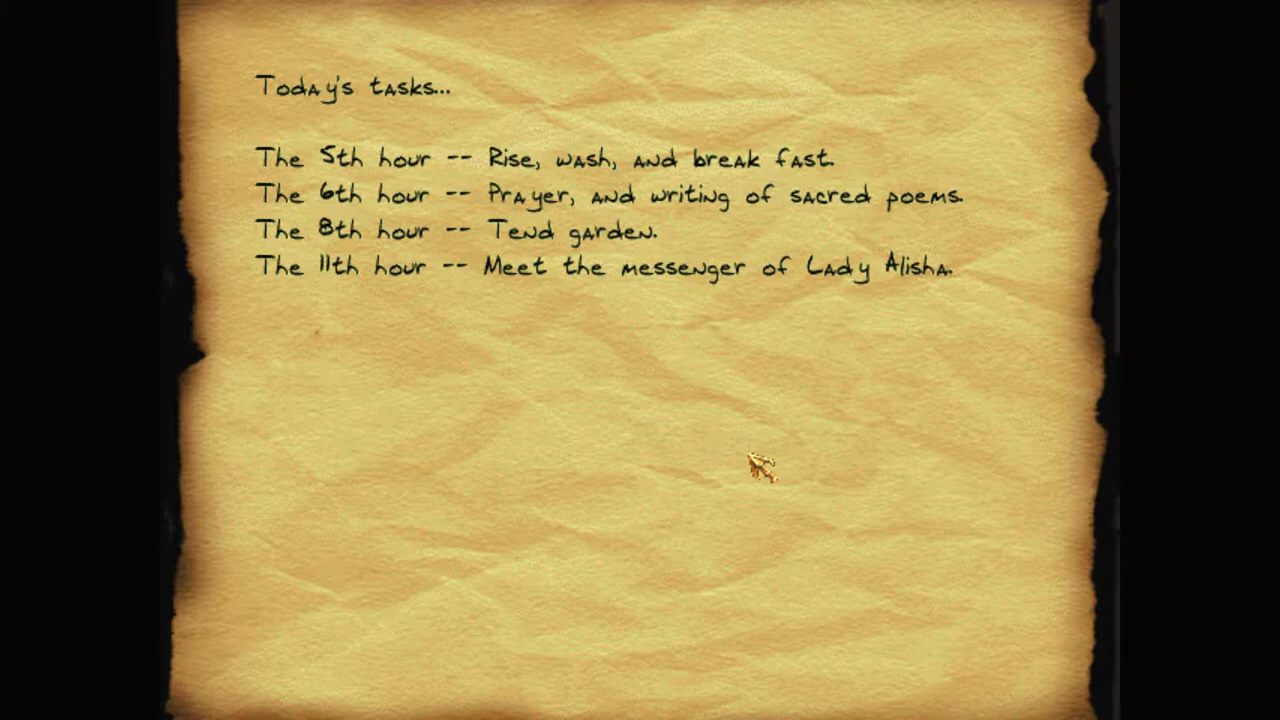 Today's tasks...
The 5th hour -- Rise, wash, and break fast.
The 6th hour -- Prayer, and writing of sacred poems.
The 8th hour -- Tend garden.
The 11th hour -- Meet the messenger of Lady Alisha.